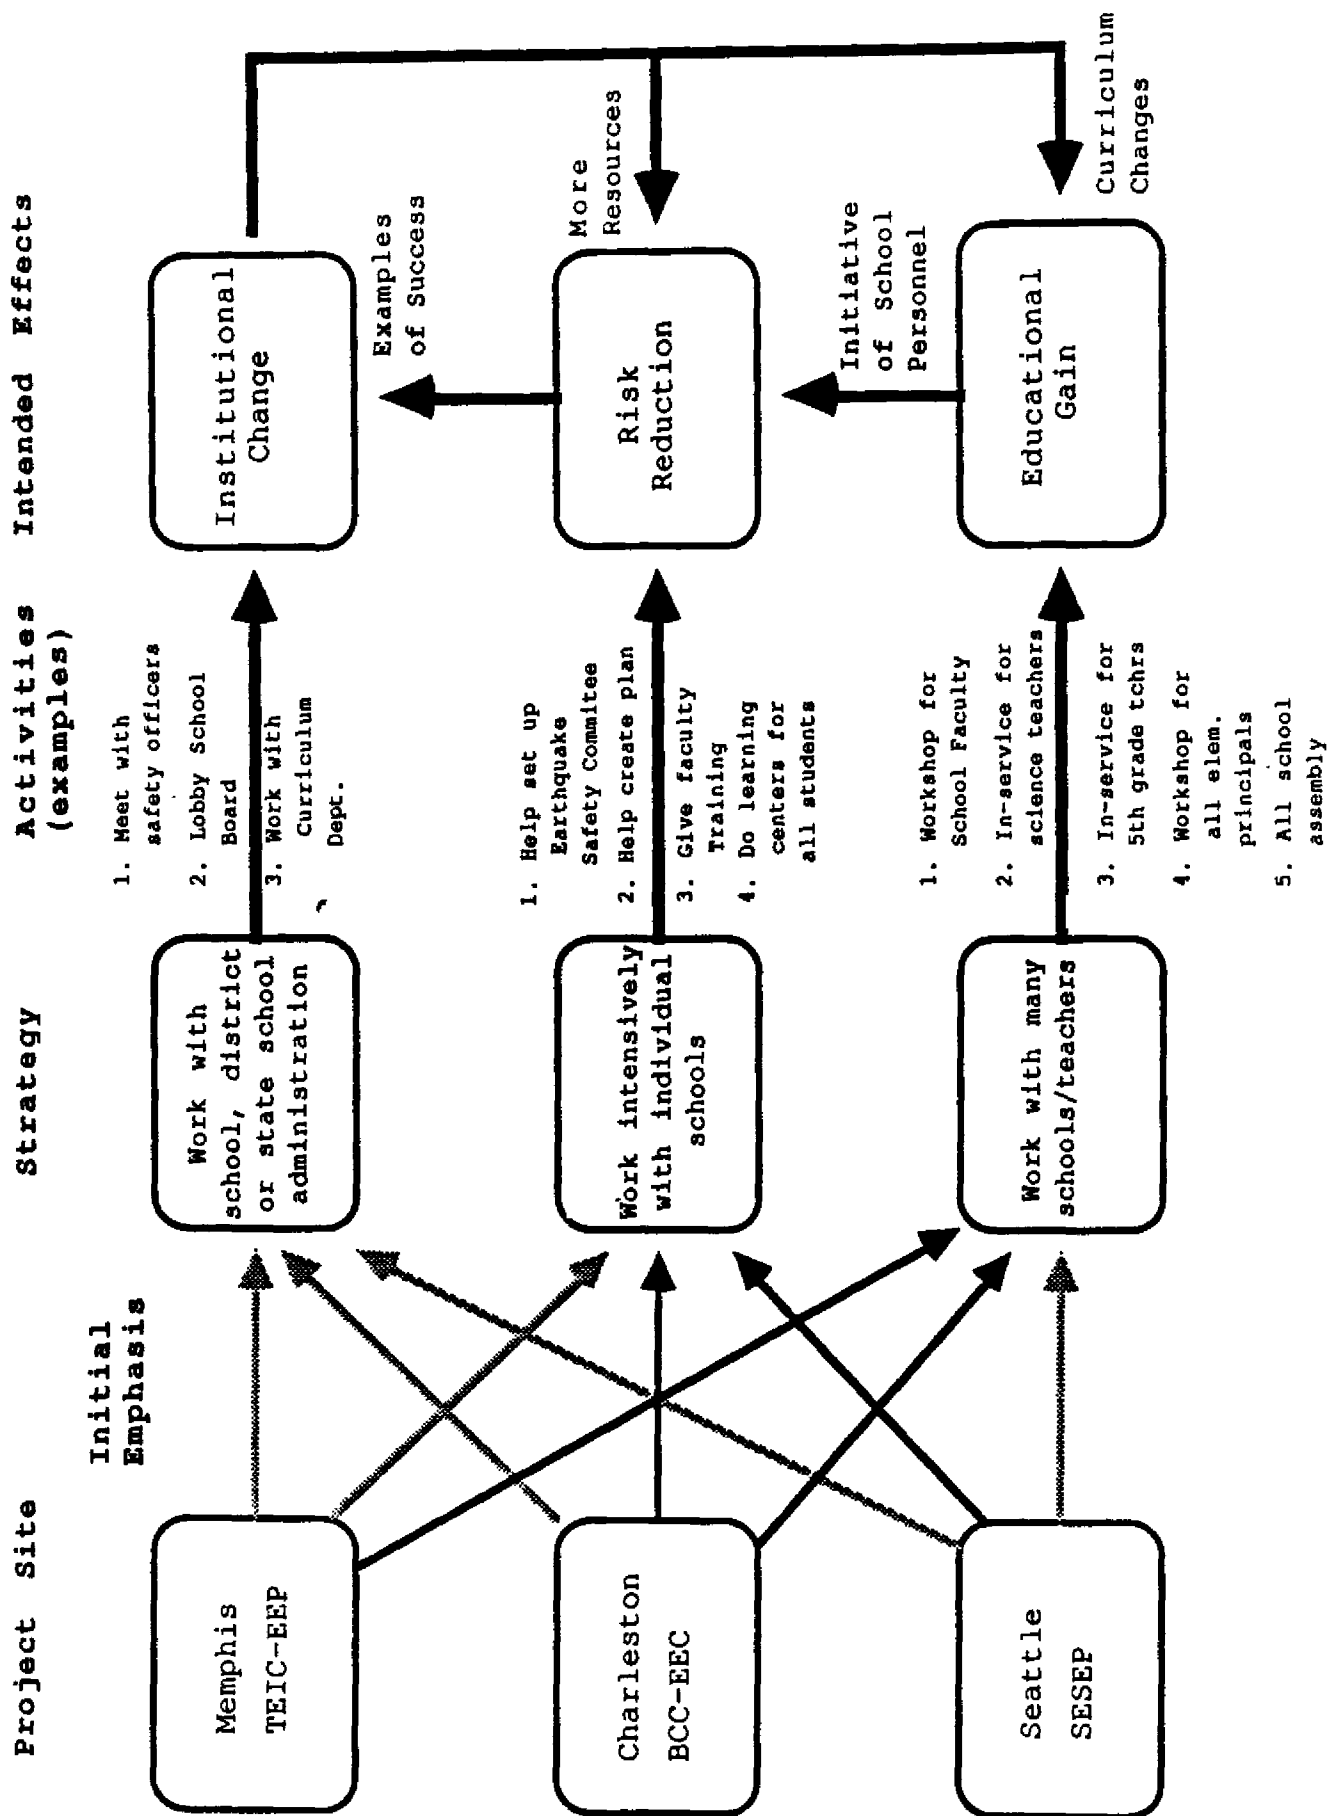 Project Site
Initial
Emphasis
Strategy
Activities
(examples)
Intended Effects
Memphis
TEIC-EEP
Work with
school, district
or state school
administration
1. Meet with
safety officers
2. Lobby School
Board
3. Work with
Curriculum
Dept.
Institutional
Change
Examples
of Success
Charleston
BCC-EEC
Work intensively
with individual
schools
1. Help set up
Earthquake
Safety Commitee
2. Help create plan
3. Give faculty
Training
4. Do learning
centers for
all students
Risk
Reduction
More
Resources
Initiative
of School
Personnel
Seattle
SESEP
Work with many
schools/teachers
1. Workshop for
School Faculty
2. In-service for
science teachers
3. In-service for
5th grade tchrs
4. Workshop for
all elem.
principals
5. All school
assembly
Educational
Gain
Curriculum
Changes